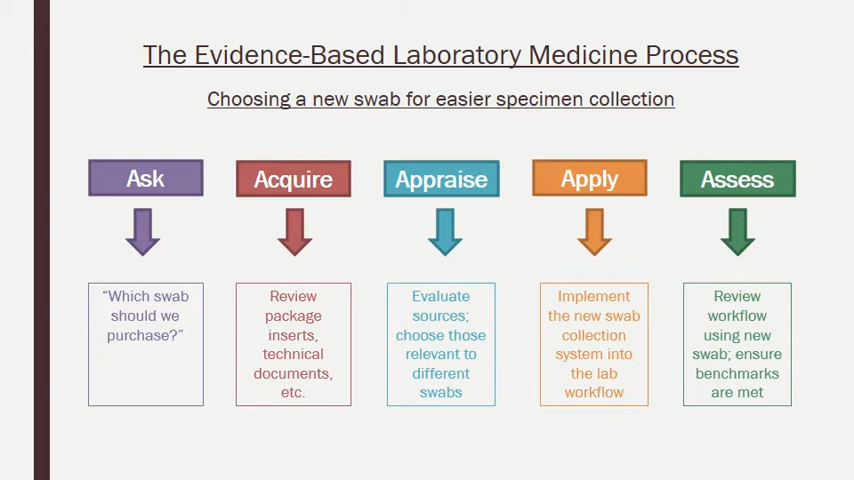 The Evidence-Based Laboratory Medicine Process
Choosing a new swab for easier specimen collection
Ask
Acquire
Appraise
Apply
Assess
“Which swab
should we
purchase?”
Review
package
inserts,
technical
documents,
etc.
Evaluate
sources;
choose those
relevant to
different
swabs
Implement
the new swab
collection
system into
the lab
workflow
Review
workflow
using new
swab; ensure
benchmarks
are met